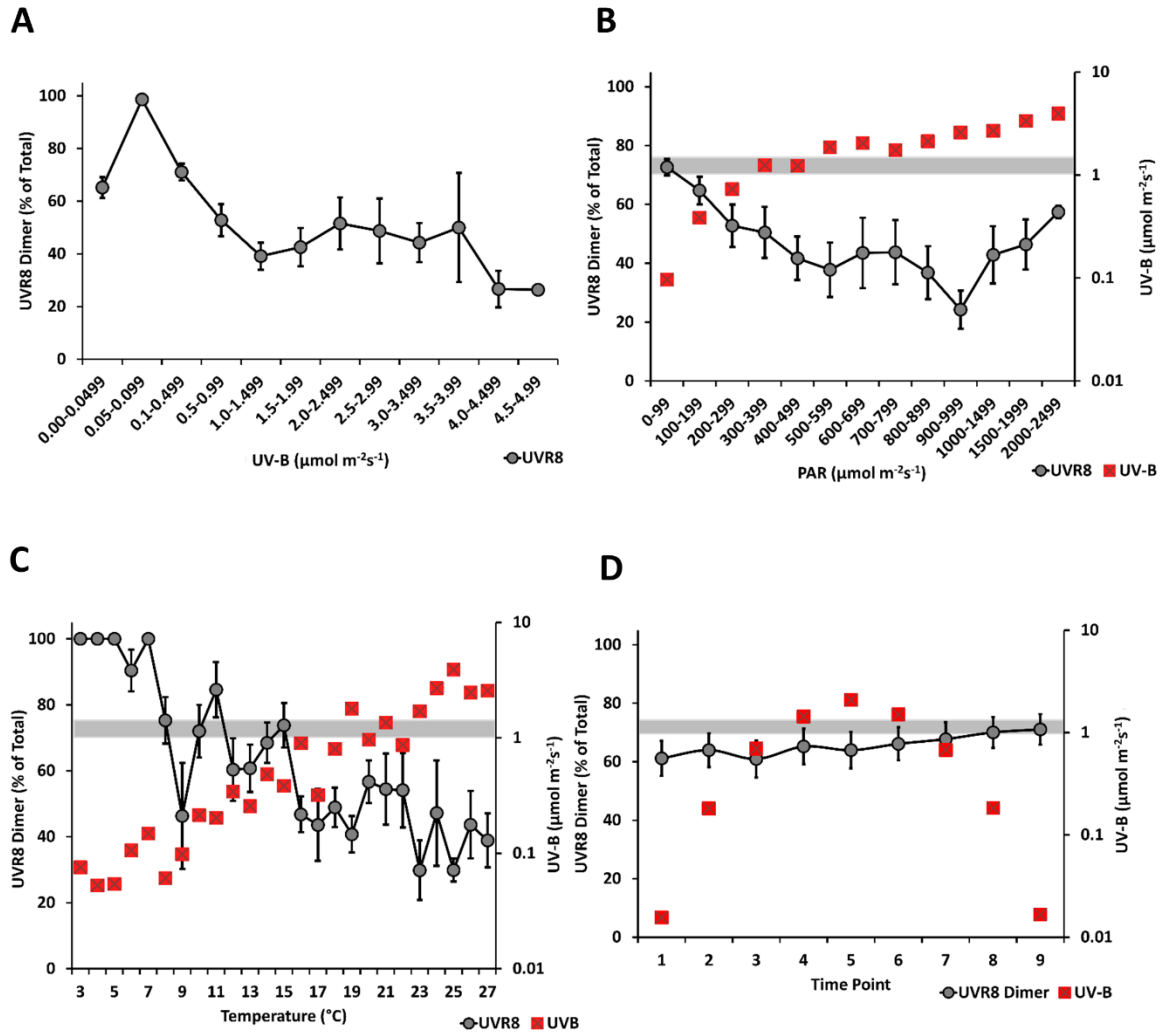 A
UVR8 Dimer (% of Total)
100
80
60
40
20
0
0.00-0.0499
0.05-0.099
0.1-0.499
0.5-0.99
1.0-1.499
1.5-1.99
2.0-2.499
2.5-2.99
3.0-3.499
3.5-3.99
4.0-4.499
4.5-4.99
UV-B (μmol m⁻²s⁻¹)
UVR8
B
UVR8 Dimer (% of Total)
100
80
60
40
20
0
10
1
0.1
0.01
UV-B (μmol m⁻²s⁻¹)
0-99
100-199
200-299
300-399
400-499
500-599
600-699
700-799
800-899
900-9999
1000-1499
1500-1999
2000-2499
PAR (μmol m⁻²s⁻¹)
UVR8 UV-B
C
UVR8 Dimer (% of Total)
100
80
60
40
20
0
10
1
0.1
0.01
UV-B (μmol m⁻²s⁻¹)
3 5 7 9 11 13 15 17 19 21 23 25 27
Temperature (°C)
UVR8 UVB
D
UVR8 Dimer (% of Total)
100
80
60
40
20
0
10
1
0.1
0.01
UV-B (μmol m⁻²s⁻¹)
1 2 3 4 5 6 7 8 9
Time Point
UVR8 Dimer UV-B